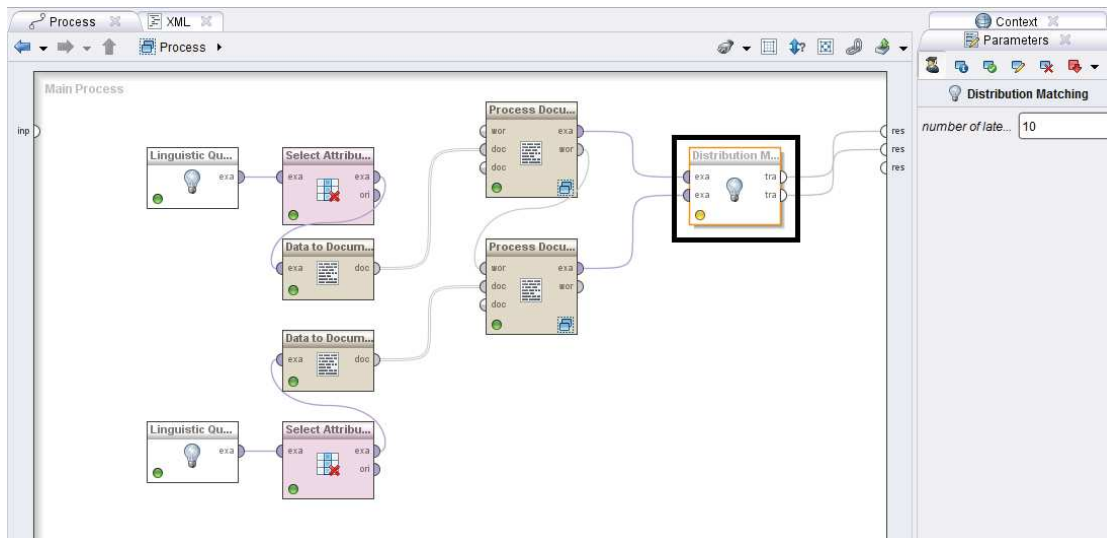 Process
XML
Context
Process
Parameters
Distribution Matching
number of late...
10
Main Process
inp
res
res
res
Linguistic Qu...
exa
Select Attribu...
exa
exa
ori
Data to Docum...
exa
doc
Process Docu...
wor
exa
doc
wor
doc
Distribution M...
exa
tra
exa
tra
Process Docu...
wor
exa
doc
wor
doc
Data to Docum...
exa
doc
Linguistic Qu...
exa
Select Attribu...
exa
exa
ori